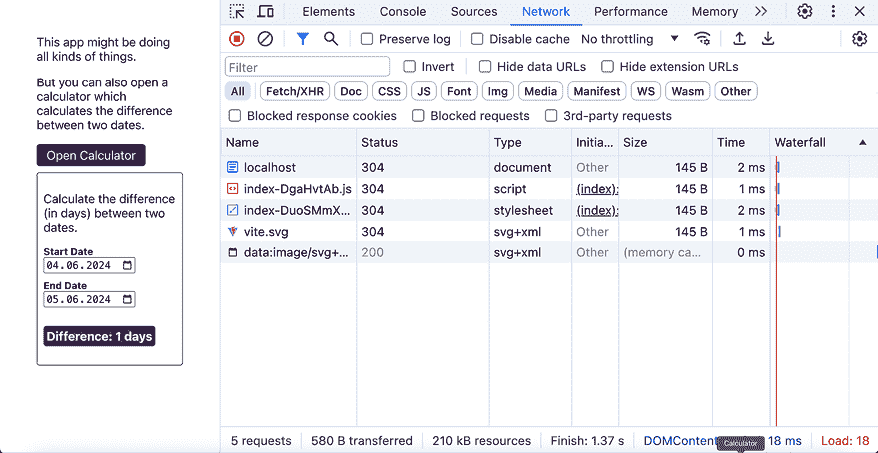 This app might be doing
all kinds of things.
But you can also open a
calculator which
calculates the difference
between two dates.
Open Calculator
Calculate the difference
(in days) between two
dates.
Start Date
04.06.2024
End Date
05.06.2024
Difference: 1 days
Elements Console Sources Network Performance Memory
Preserve log Disable cache No throttling
Filter Invert Hide data URLs Hide extension URLs
All Fetch/XHR Doc CSS JS Font Img Media Manifest WS Wasm Other
Blocked response cookies Blocked requests 3rd-party requests
Name Status Type Initia... Size Time Waterfall
localhost 304 document Other 145 B 2 ms
index-DgaHvtAb.js 304 script (index): 145 B 1 ms
index-DuoSMmX... 304 stylesheet (index): 145 B 2 ms
vite.svg 304 svg+xml Other 145 B 1 ms
data:image/svg+... 200 svg+xml Other (memory ca... 0 ms
5 requests 580 B transferred 210 kB resources Finish: 1.37 s DOMContent 18 ms Load: 18
Calculator